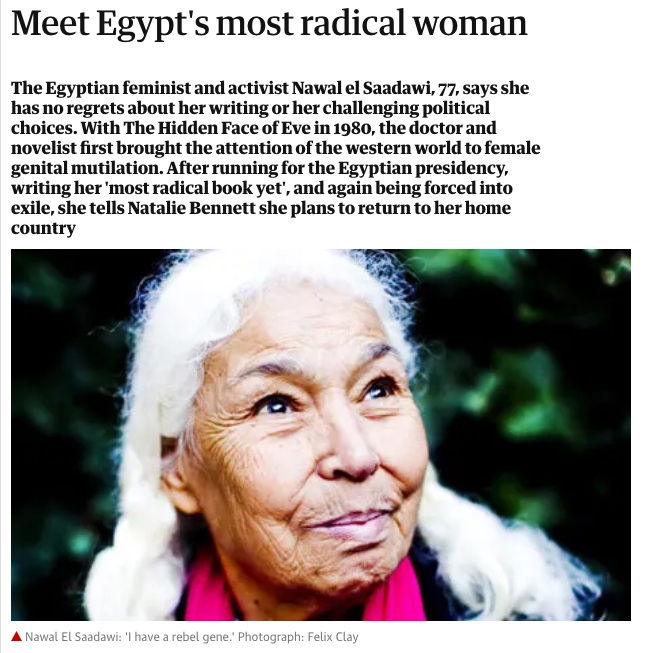 Meet Egypt's most radical woman
The Egyptian feminist and activist Nawal el Saadawi, 77, says she
has no regrets about her writing or her challenging political
choices. With The Hidden Face of Eve in 1980, the doctor and
novelist first brought the attention of the western world to female
genital mutilation. After running for the Egyptian presidency,
writing her 'most radical book yet', and again being forced into
exile, she tells Natalie Bennett she plans to return to her home
country
Nawal El Saadawi: 'I have a rebel gene.' Photograph: Felix Clay